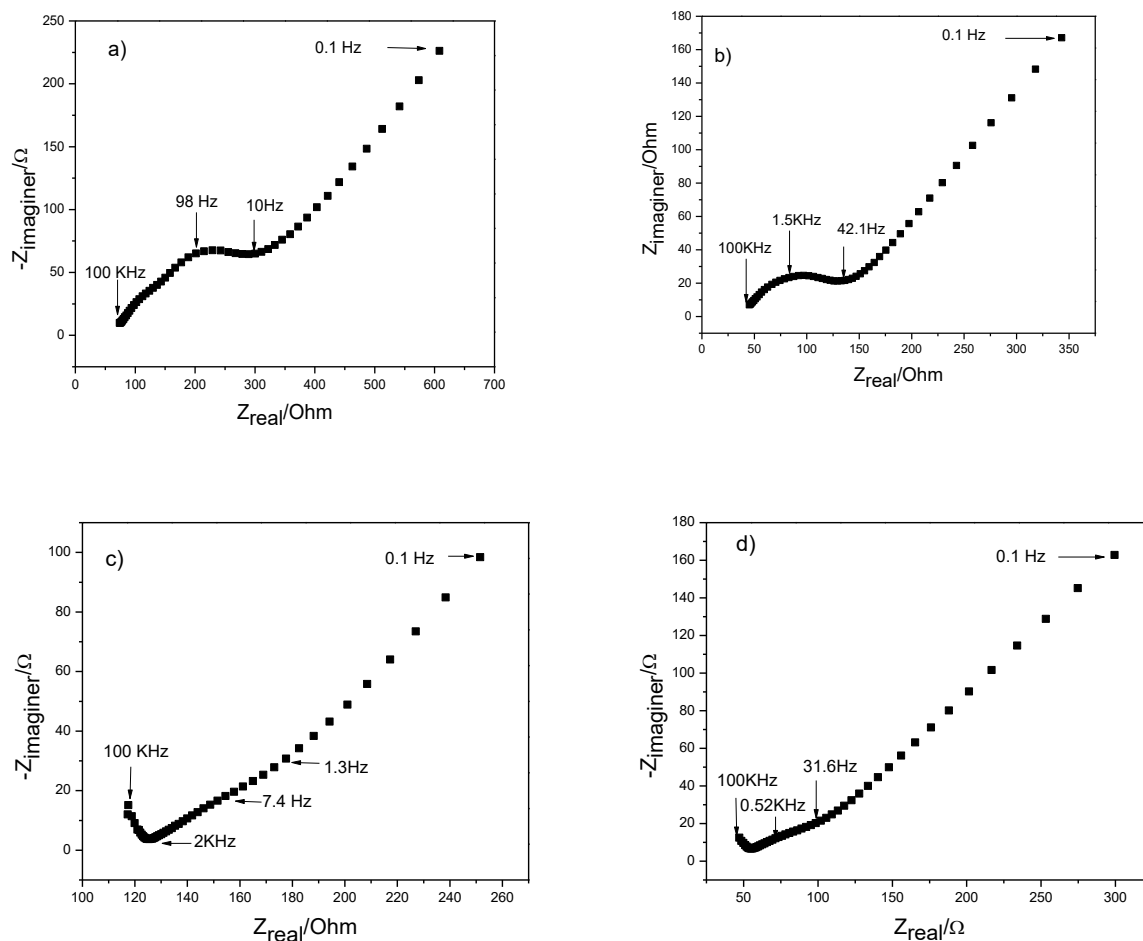 a)
0.1 Hz
98 Hz
10Hz
100 KHz
250
200
150
100
50
0
-Zimaginer/Ω
0 100 200 300 400 500 600 700
Zreal/Ohm
b)
0.1 Hz
1.5KHz
42.1Hz
100KHz
180
160
140
120
100
80
60
40
20
0
Zimaginer/Ohm
0 50 100 150 200 250 300 350
Zreal/Ohm
c)
0.1 Hz
100 KHz
1.3Hz
7.4 Hz
2KHz
100
80
60
40
20
0
-Zimaginer/Ω
100 120 140 160 180 200 220 240 260
Zreal/Ohm
d)
0.1 Hz
31.6Hz
100KHz
0.52KHz
180
160
140
120
100
80
60
40
20
0
-Zimaginer/Ω
50 100 150 200 250 300
Zreal/Ω